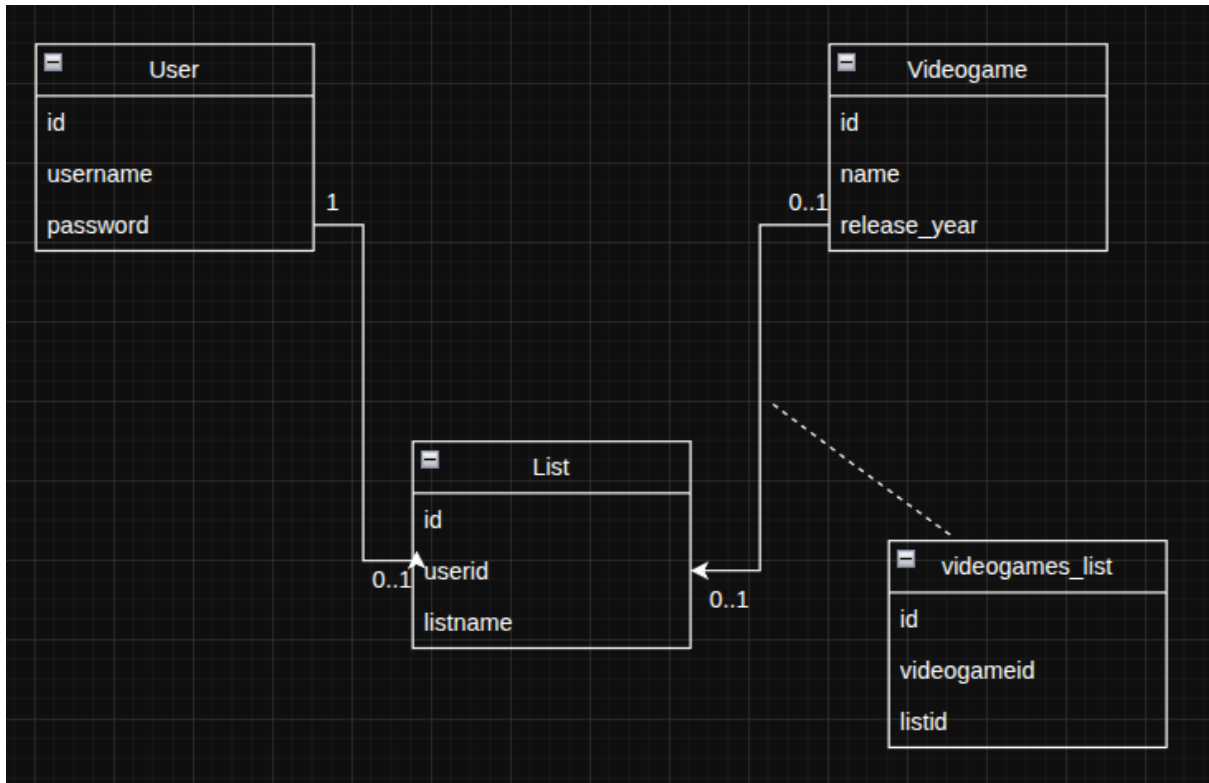 User
id
username
password
1
0..1
Videogame
id
name
release_year
0..1
List
id
userid
listname
0..1
videogames_list
id
videogameid
listid